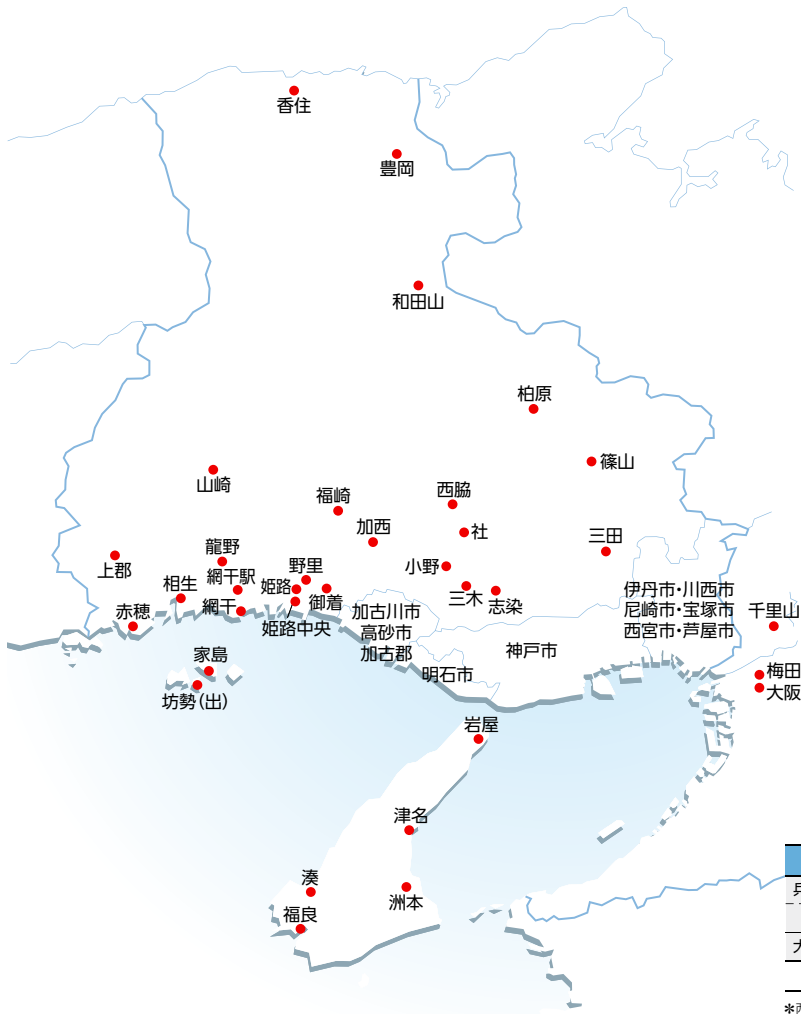 香住
豊岡
和田山
柏原
篠山
山崎
福崎
西脇
加西
社
三田
上郡
龍野
網干駅
野里
姫路
御着
小野
三木
志染
相生
赤穂
網干
姫路中央
加古川市
高砂市
加古郡
明石市
神戸市
伊丹市・川西市
尼崎市・宝塚市
西宮市・芦屋市
千里山
梅田
大阪
家島
坊勢(出)
岩屋
津名
湊
洲本
福良